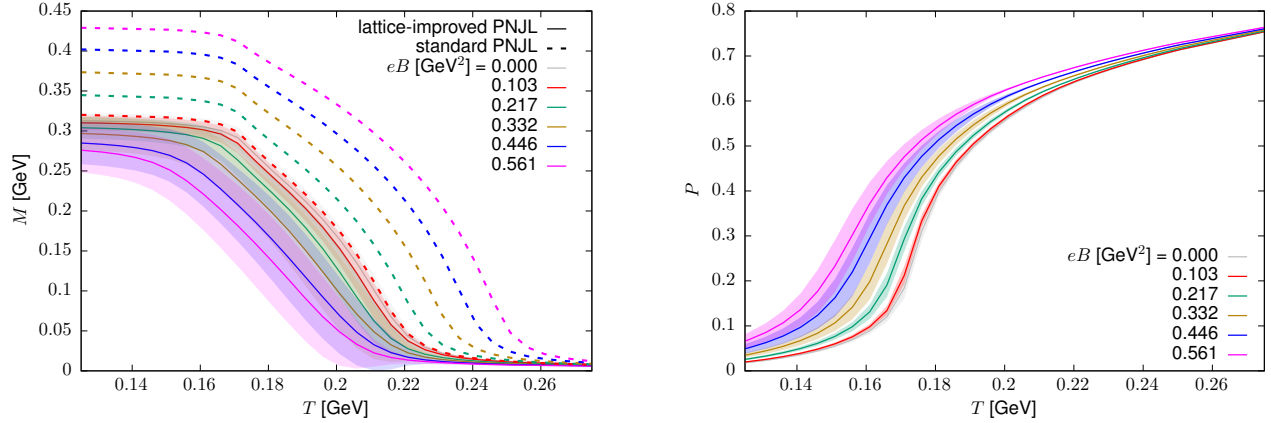 0.45
0.4
0.35
0.3
0.25
0.2
0.15
0.1
0.05
0
M [GeV]
lattice-improved PNJL
standard PNJL
eB [GeV²] = 0.000
0.103
0.217
0.332
0.446
0.561
0.14 0.16 0.18 0.2 0.22 0.24 0.26
T [GeV]
0.8
0.7
0.6
0.5
0.4
0.3
0.2
0.1
0
P
eB [GeV²] = 0.000
0.103
0.217
0.332
0.446
0.561
0.14 0.16 0.18 0.2 0.22 0.24 0.26
T [GeV]